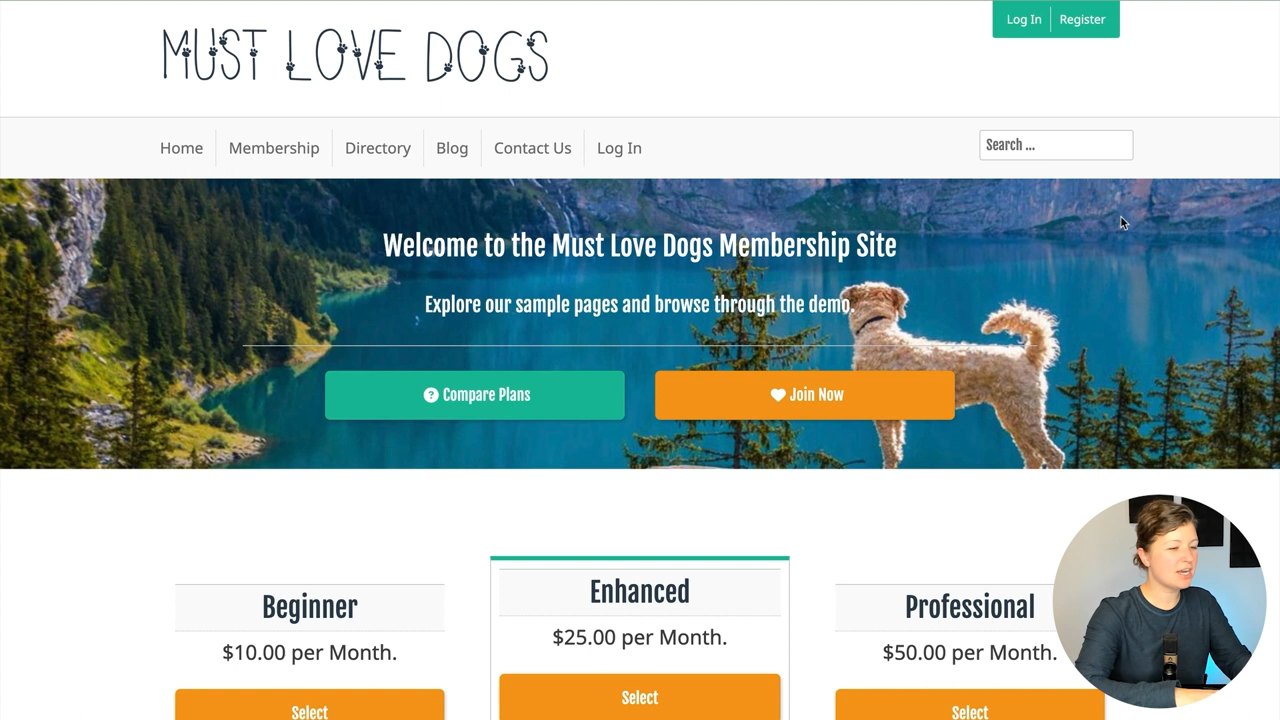 Log In
Register
MUST LOVE DOGS
Home
Membership
Directory
Blog
Contact Us
Log In
Search ...
Welcome to the Must Love Dogs Membership Site
Explore our sample pages and browse through the demo.
? Compare Plans
Join Now
Beginner
$10.00 per Month.
Select
Enhanced
$25.00 per Month.
Select
Professional
$50.00 per Month.
Select